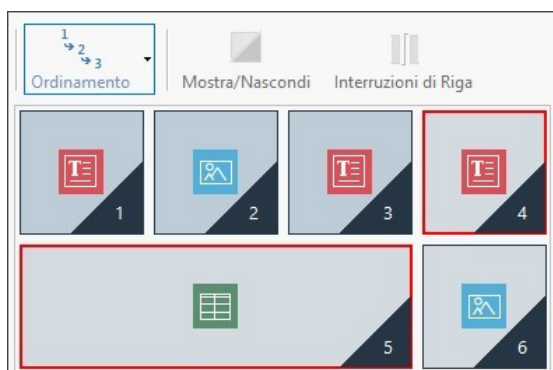 1
2
3
Ordinamento
Mostra/Nascondi
Interruzioni di Riga
T
1
2
T
3
T
4
5
6